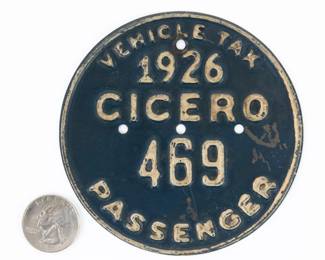 VEHICLE TAX
1926
CICERO
469
PASSENGER